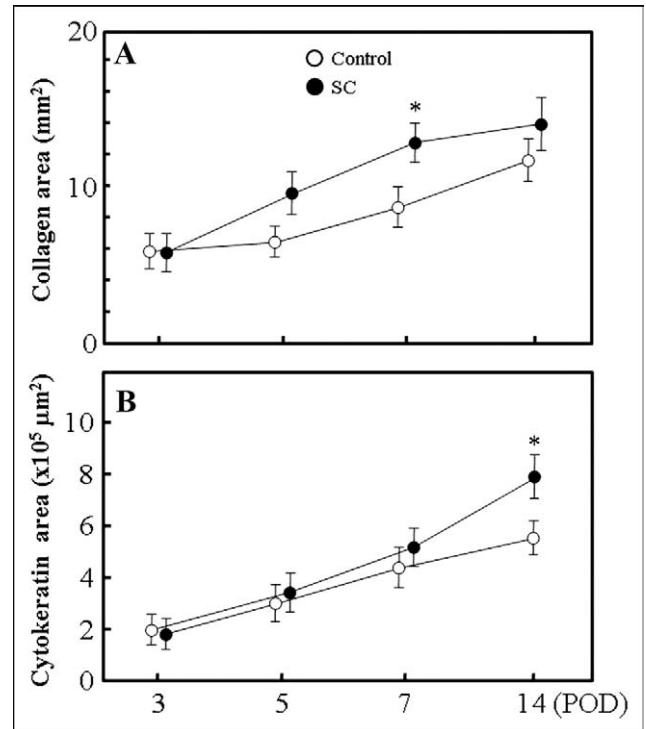 20
A
Control
SC
*
Collagen area (mm²)
10
0
B
Cytokeratin area (x10⁵ µm²)
10
*
8
6
4
2
0
3 5 7 14 (POD)